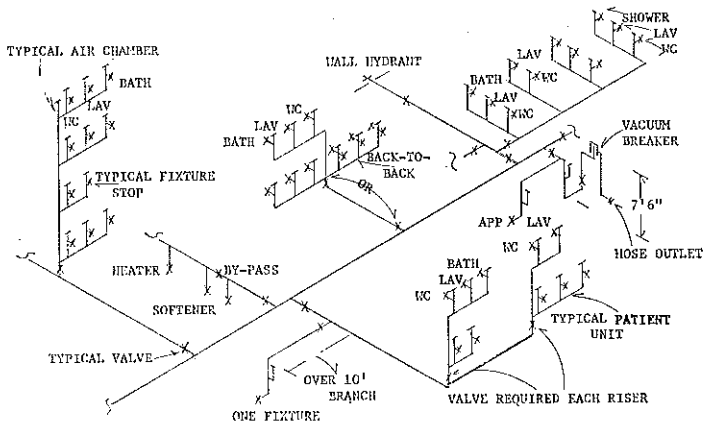 SHOWER
LAV
WC
TYPICAL AIR CHAMBER
BATH
LAV
WC
WALL HYDRANT
BATH
LAV
WC
WC
VACUUM
BREAKER
WC
LAV
BATH
BACK-TO-
BACK
OR
TYPICAL FIXTURE
STOP
7'6"
APP
LAV
HOSE OUTLET
WC
HEATER
BY-PASS
SOFTENER
BATH
LAV
WC
TYPICAL PATIENT
UNIT
TYPICAL VALVE
OVER 10'
BRANCH
ONE FIXTURE
VALVE REQUIRED EACH RISER